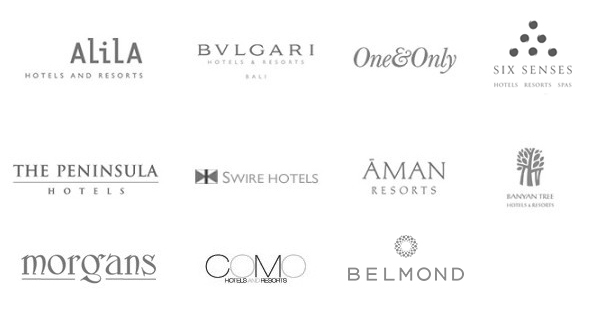 ALILA
HOTELS AND RESORTS
BVLGARI
HOTELS & RESORTS
BALI
One&Only
SIX SENSES
HOTELS RESORTS SPAS
THE PENINSULA
HOTELS
SWIRE HOTELS
ĀMAN
RESORTS
BANYAN TREE
HOTELS & RESORTS
morgans
COMO
HOTELS AND RESORTS
BELMOND